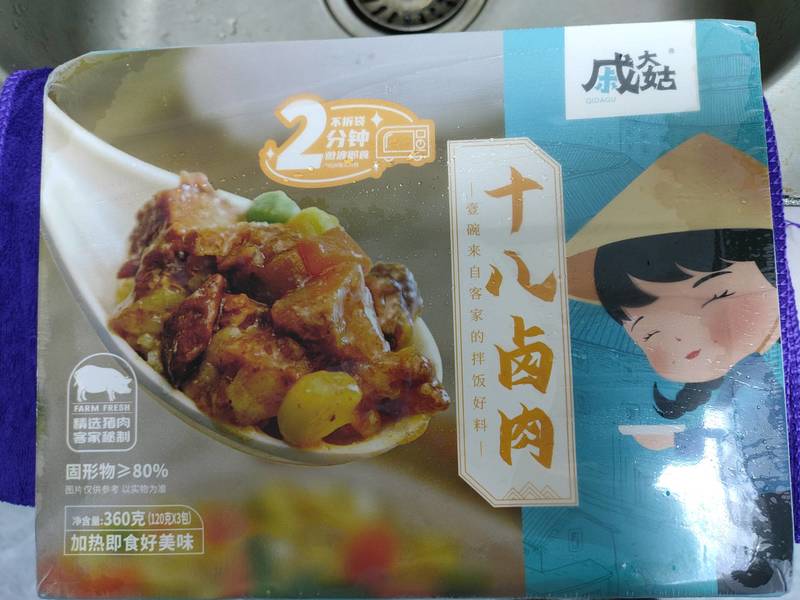 戚大姑®
QIDAGU
2分钟
不拆袋
微波即食
十八卤肉
壹碗来自客家的拌饭好料
FARM FRESH
精选猪肉
客家秘制
固形物≥80%
图片仅供参考 以实物为准
净含量:360克(120克X3包)
加热即食好美味